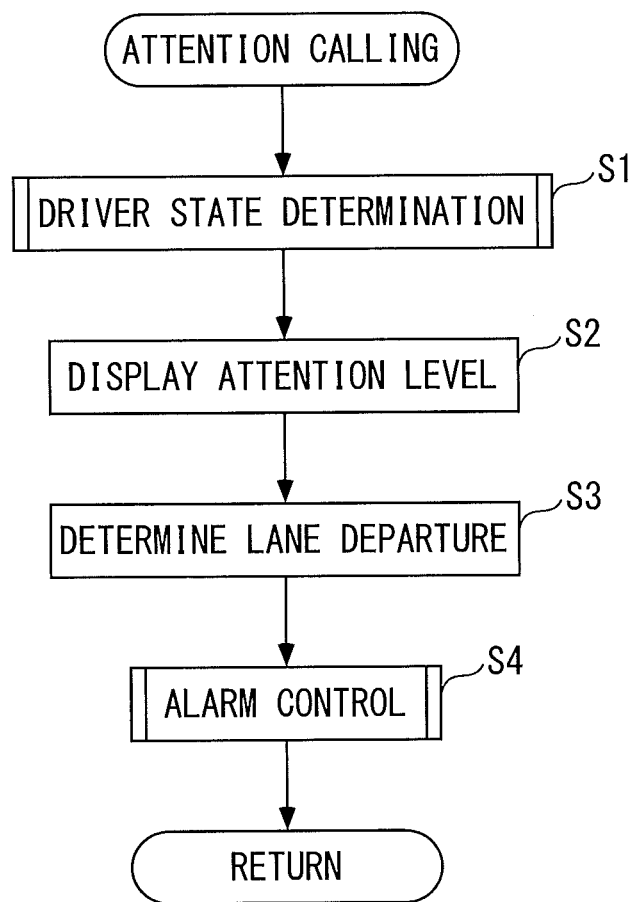 ATTENTION CALLING
S1
DRIVER STATE DETERMINATION
S2
DISPLAY ATTENTION LEVEL
S3
DETERMINE LANE DEPARTURE
S4
ALARM CONTROL
RETURN